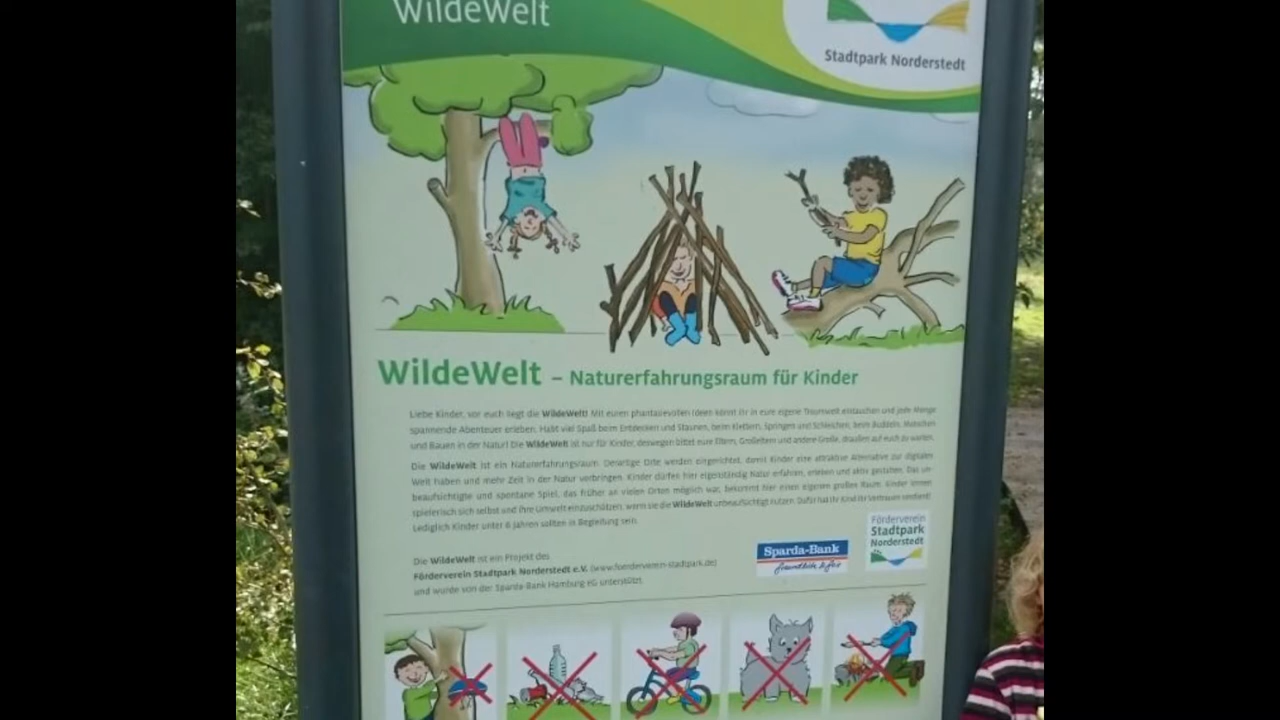 WildeWelt
Stadtpark Norderstedt
WildeWelt – Naturerfahrungsraum für Kinder
Liebe Kinder, vor euch liegt die WildeWelt! Mit euren phantasievollen Ideen könnt ihr in eure eigene Traumwelt eintauchen und jede Menge
spannende Abenteuer erleben. Habt viel Spaß beim Entdecken und Staunen, beim Klettern, Springen und Schleichen, beim Buddeln, Matschen
und Bauen in der Natur! Die WildeWelt ist nur für Kinder, deswegen bittet eure Eltern, Großeltern und andere Große, draußen auf euch zu warten.
Die WildeWelt ist ein Naturerfahrungsraum. Derartige Orte werden eingerichtet, damit Kinder eine attraktive Alternative zur digitalen
Welt haben und mehr Zeit in der Natur verbringen. Kinder dürfen hier eigenständig Natur erfahren, erleben und aktiv gestalten. Das un-
beaufsichtigte und spontane Spiel, das früher an vielen Orten möglich war, bekommt hier einen eigenen großen Raum. Kinder lernen
spielerisch sich selbst und ihre Umwelt einzuschätzen, wenn sie die WildeWelt unbeaufsichtigt nutzen. Dafür hat Ihr Kind Ihr Vertrauen verdient!
Lediglich Kinder unter 6 Jahren sollten in Begleitung sein.
Die WildeWelt ist ein Projekt des
Förderverein Stadtpark Norderstedt e.V. (www.foerderverein-stadtpark.de)
und wurde von der Sparda-Bank Hamburg eG unterstützt.
Sparda-Bank
freundlich & fair
Förderverein
Stadtpark
Norderstedt